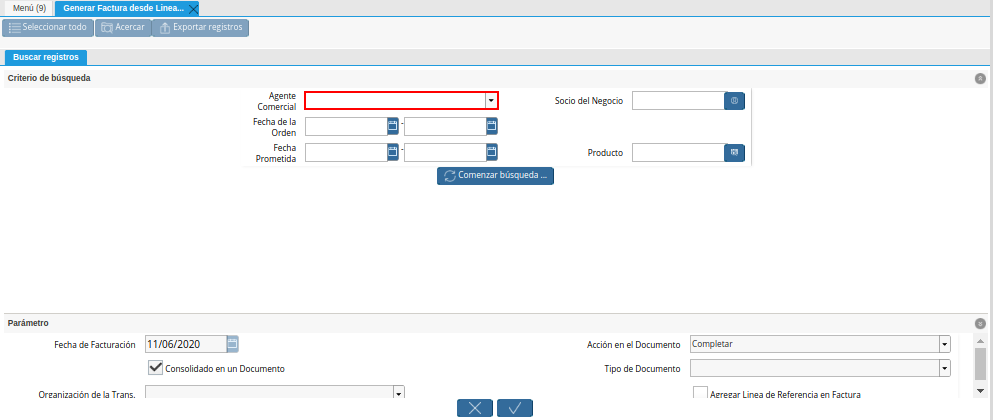 Menú (9)
Generar Factura desde Línea...
Seleccionar todo
Acercar
Exportar registros
Buscar registros
Criterio de búsqueda
Agente
Comercial
Socio del Negocio
Fecha de la
Orden
-
Fecha
Prometida
-
Producto
Comenzar búsqueda ...
Parámetro
Fecha de Facturación
11/06/2020
Acción en el Documento
Completar
Consolidado en un Documento
Tipo de Documento
Organización de la Trans.
Agregar Linea de Referencia en Factura